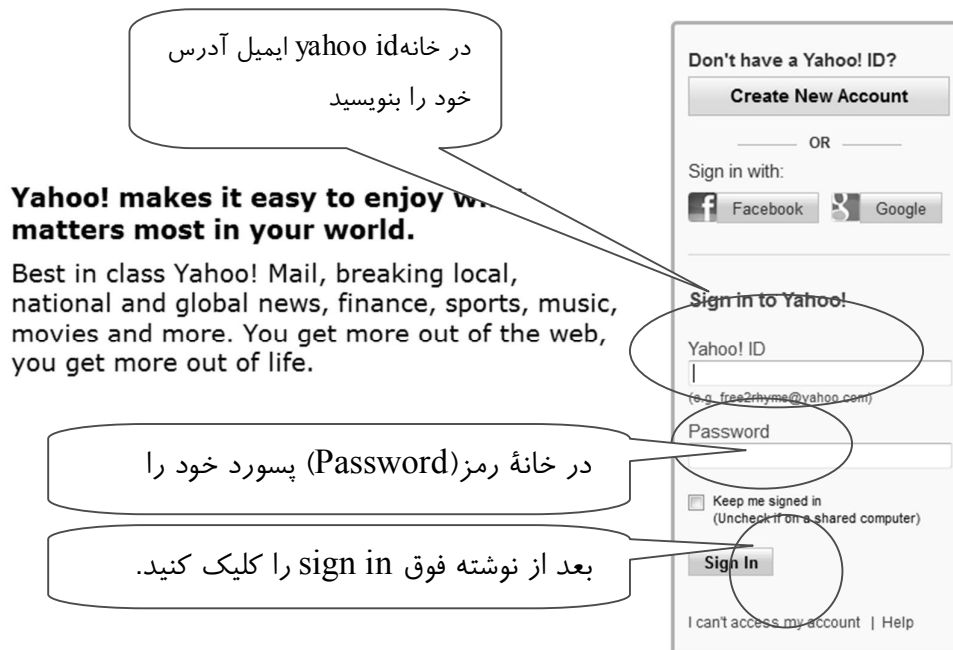 در خانهyahoo id ایمیل آدرس
خود را بنویسید
Yahoo! makes it easy to enjoy
matters most in your world.
Best in class Yahoo! Mail, breaking local,
national and global news, finance, sports, music,
movies and more. You get more out of the web,
you get more out of life.
Don't have a Yahoo! ID?
Create New Account
OR
Sign in with:
Facebook Google
Sign in to Yahoo!
Yahoo! ID
(e.g. free2rhyme@yahoo.com)
Password
در خانهٔ رمز(Password) پسورد خود را
Keep me signed in
(Uncheck if on a shared computer)
بعد از نوشته فوق sign in را کلیک کنید.
Sign In
I can't access my account | Help